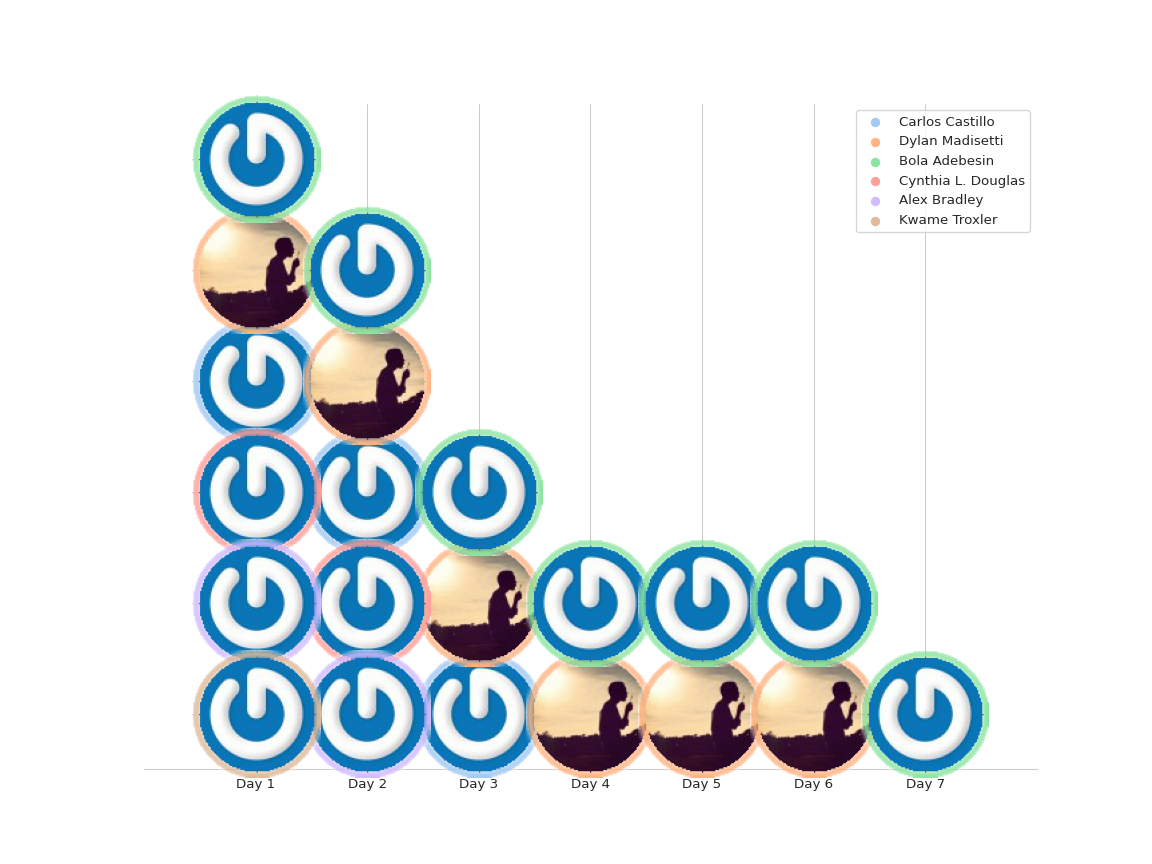 Carlos Castillo
Dylan Madisetti
Bola Adebesin
Cynthia L. Douglas
Alex Bradley
Kwame Troxler
Day 1
Day 2
Day 3
Day 4
Day 5
Day 6
Day 7